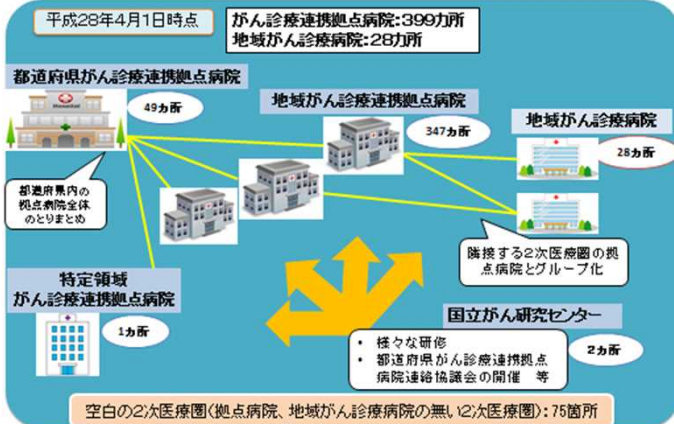 平成28年4月1日時点
がん診療連携拠点病院:399カ所
地域がん診療病院:28カ所
都道府県がん診療連携拠点病院
49カ所
地域がん診療連携拠点病院
347カ所
地域がん診療病院
28カ所
都道府県内の
拠点病院全体
のとりまとめ
隣接する2次医療圏の拠
点病院とグループ化
特定領域
がん診療連携拠点病院
1カ所
国立がん研究センター
2カ所
• 様々な研修
• 都道府県がん診療連携拠点
病院連絡協議会の開催 等
空白の2次医療圏(拠点病院、地域がん診療病院の無い2次医療圏):75箇所